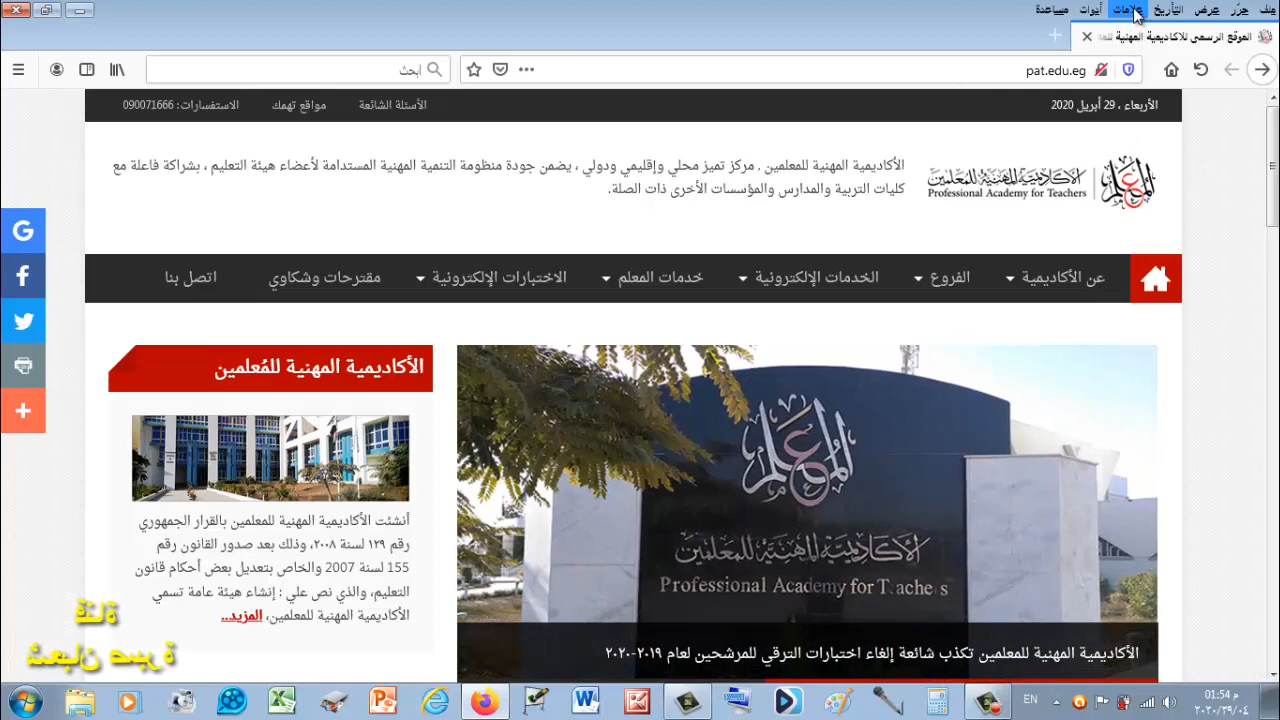 ملف حرّر عرض التأريخ علامات أدوات مساعدة
الموقع الرسمي للاكاديمية المهنية للم
pat.edu.eg
ابحث
الأربعاء ، 29 أبريل 2020
الأسئلة الشائعة
مواقع تهمك
الاستفسارات: 090071666
الأكاديمية المهنية للمعلمين
Professional Academy for Teachers
الأكاديمية المهنية للمعلمين , مركز تميز محلي وإقليمي ودولي ، يضمن جودة منظومة التنمية المهنية المستدامة لأعضاء هيئة التعليم ، بشراكة فاعلة مع
كليات التربية والمدارس والمؤسسات الأخرى ذات الصلة.
عن الأكاديمية
الفروع
الخدمات الإلكترونية
خدمات المعلم
الاختبارات الإلكترونية
مقترحات وشكاوي
اتصل بنا
المعلم
الأكاديمية المهنية للمعلمين
Professional Academy for Teachers
الأكاديمية المهنية للمعلمين تكذب شائعة إلغاء اختبارات الترقي للمرشحين لعام ٢٠١٩-٢٠٢٠
الأكاديمية المهنية للمُعلمين
أنشئت الأكاديمية المهنية للمعلمين بالقرار الجمهوري
رقم ١٢٩ لسنة ٢٠٠٨، وذلك بعد صدور القانون رقم
155 لسنة 2007 والخاص بتعديل بعض أحكام قانون
التعليم، والذي نص علي : إنشاء هيئة عامة تسمي
الأكاديمية المهنية للمعلمين، المزيد...
قناة
شعبان صبرة
EN
01:54 م
٢٠٢٠/٢٩/٠٤